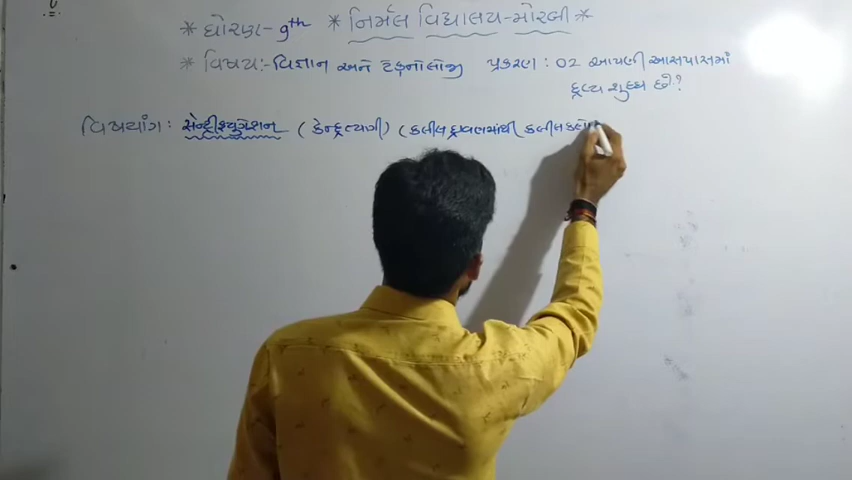 * ધોરણ - 9th * નિર્મલ વિદ્યાલય - મોરબી *
* વિષય :- વિજ્ઞાન અને ટેકનોલોજી પ્રકરણ : 02 આપણી આસપાસમાં
દ્રવ્ય શુદ્ધ છે?
વિષયાંગ : સેન્ટ્રીફ્યુગેશન ( કેન્દ્રત્યાગી ) ( કલીલ દ્રાવણમાંથી કલીલ